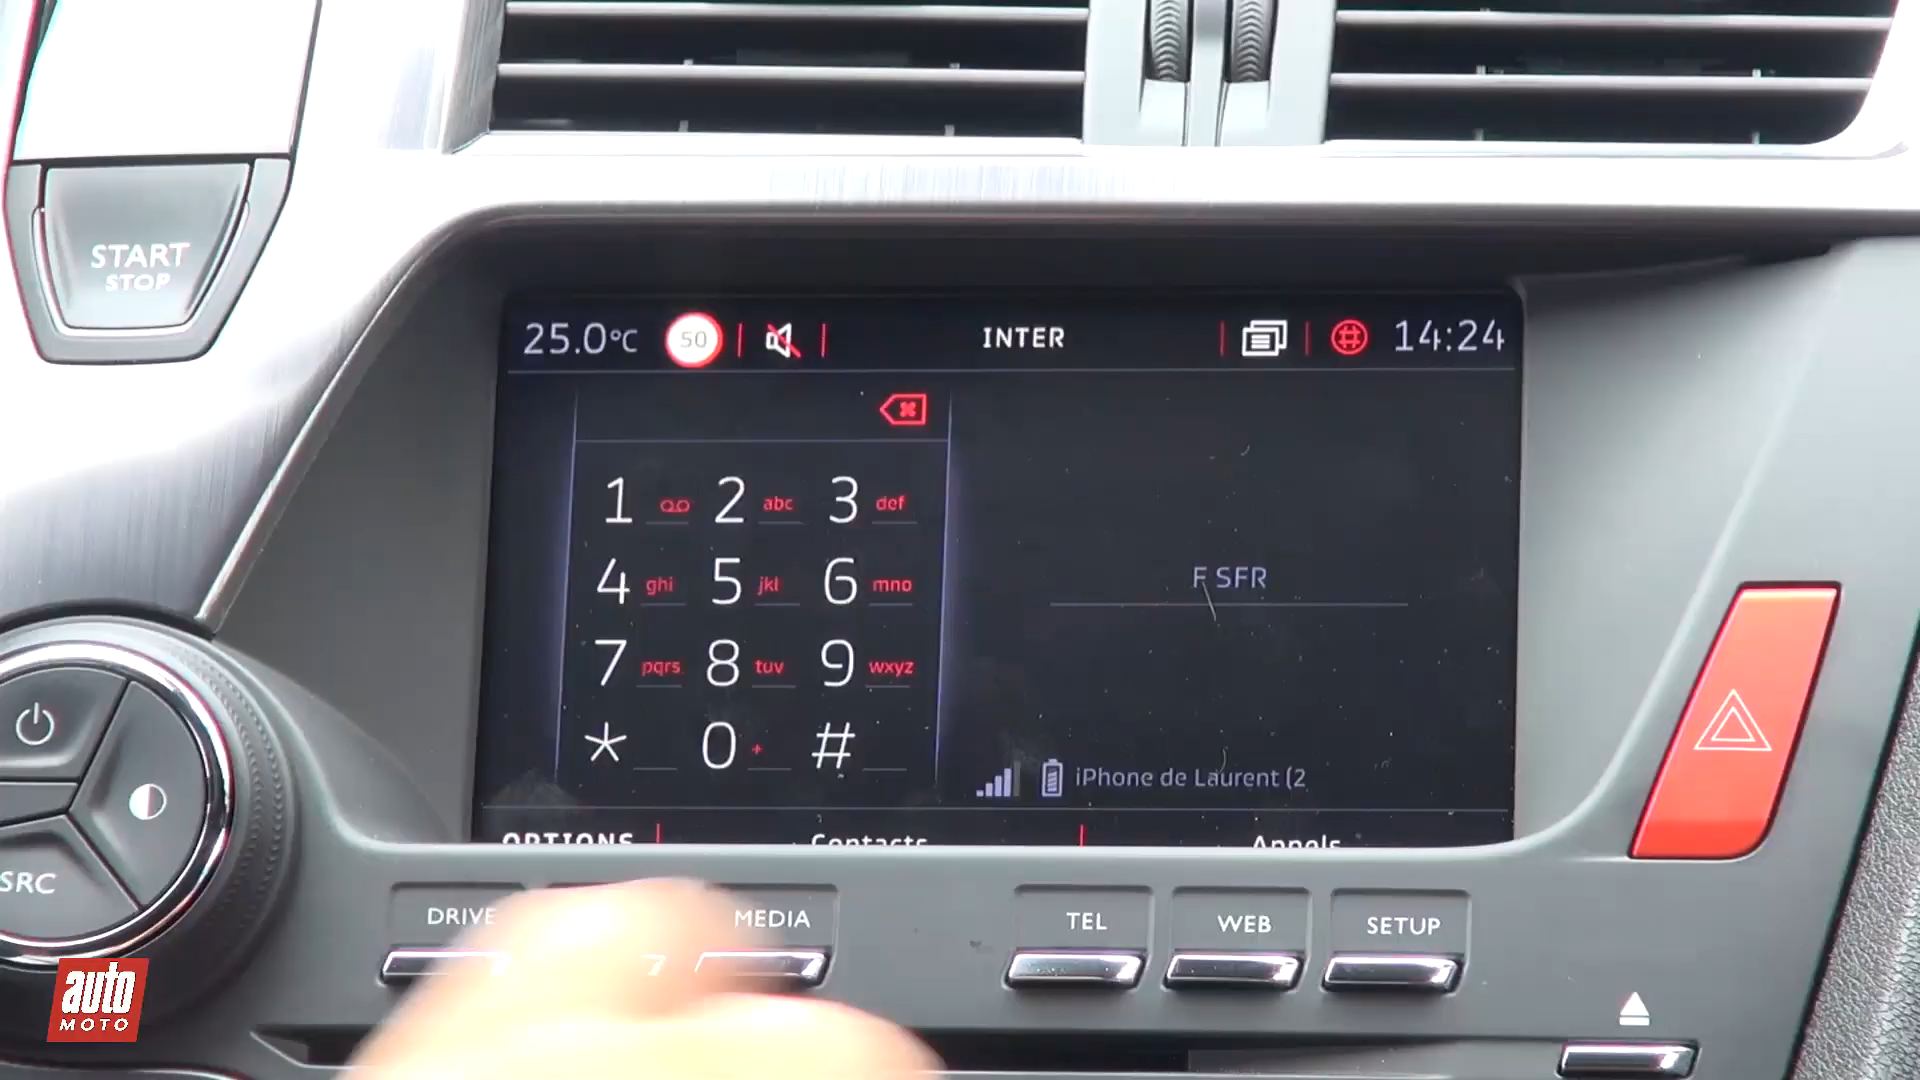 START
STOP
25.0°C 50 INTER 14:24
1 2 abc 3 def
4 ghi 5 jkl 6 mno
F SFR
7 pqrs 8 tuv 9 wxyz
* 0 + #
iPhone de Laurent (2
OPTIONS Contacts Appels
SRC
DRIVE MEDIA TEL WEB SETUP
auto
MOTO